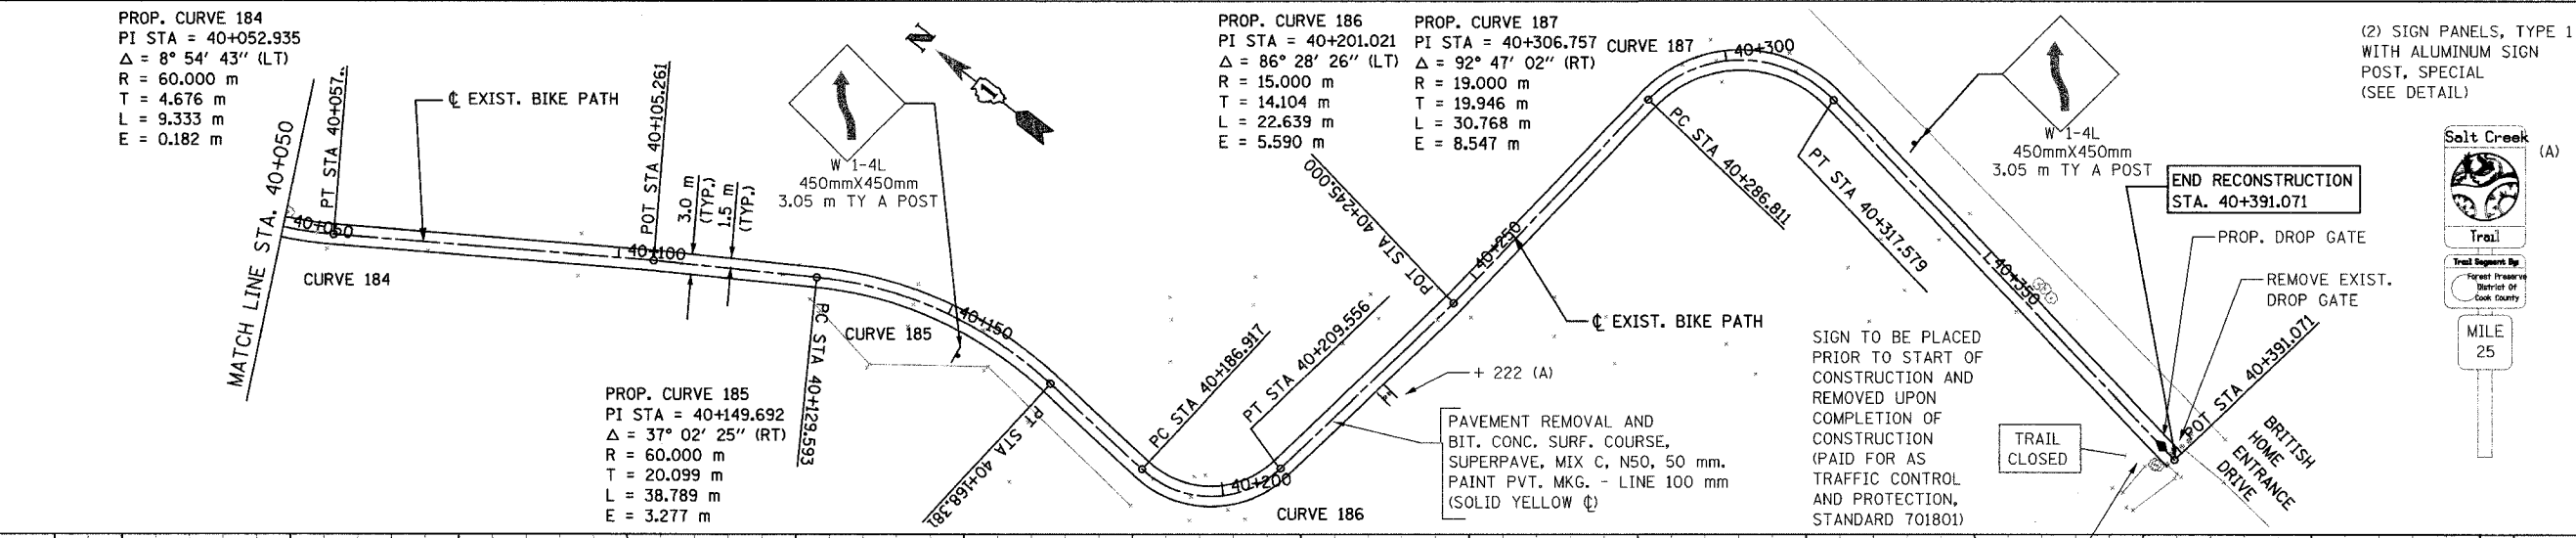 PROP. CURVE 184
PI STA = 40+052.935
Δ = 8° 54' 43'' (LT)
R = 60.000 m
T = 4.676 m
L = 9.333 m
E = 0.182 m
MATCH LINE STA. 40+050
PT STA 40+057..
40+050
CURVE 184
℄ EXIST. BIKE PATH
POT STA 40+105.261
40+100
3.0 m
(TYP.)
1.5 m
(TYP.)
W 1-4L
450mmX450mm
3.05 m TY A POST
N
PROP. CURVE 185
PI STA = 40+149.692
Δ = 37° 02' 25'' (RT)
R = 60.000 m
T = 20.099 m
L = 38.789 m
E = 3.277 m
PC STA 40+129.593
CURVE 185
40+150
PT STA 40+168.381
PC STA 40+186.917
PT STA 40+209.556
40+200
CURVE 186
PROP. CURVE 186
PI STA = 40+201.021
Δ = 86° 28' 26'' (LT)
R = 15.000 m
T = 14.104 m
L = 22.639 m
E = 5.590 m
PROP. CURVE 187
PI STA = 40+306.757
Δ = 92° 47' 02'' (RT)
R = 19.000 m
T = 19.946 m
L = 30.768 m
E = 8.547 m
POT STA 40+245.000
40+250
℄ EXIST. BIKE PATH
+ 222 (A)
PAVEMENT REMOVAL AND
BIT. CONC. SURF. COURSE,
SUPERPAVE, MIX C, N50, 50 mm.
PAINT PVT. MKG. - LINE 100 mm
(SOLID YELLOW ℄)
CURVE 187
40+300
PC STA 40+286.811
PT STA 40+317.579
W 1-4L
450mmX450mm
3.05 m TY A POST
40+350
SIGN TO BE PLACED
PRIOR TO START OF
CONSTRUCTION AND
REMOVED UPON
COMPLETION OF
CONSTRUCTION
(PAID FOR AS
TRAFFIC CONTROL
AND PROTECTION,
STANDARD 701801)
TRAIL
CLOSED
END RECONSTRUCTION
STA. 40+391.071
PROP. DROP GATE
REMOVE EXIST.
DROP GATE
POT STA 40+391.071
BRITISH
HOME
ENTRANCE
DRIVE
(2) SIGN PANELS, TYPE 1
WITH ALUMINUM SIGN
POST, SPECIAL
(SEE DETAIL)
Salt Creek
(A)
Trail
Trail Segment By:
Forest Preserve
District Of
Cook County
MILE
25